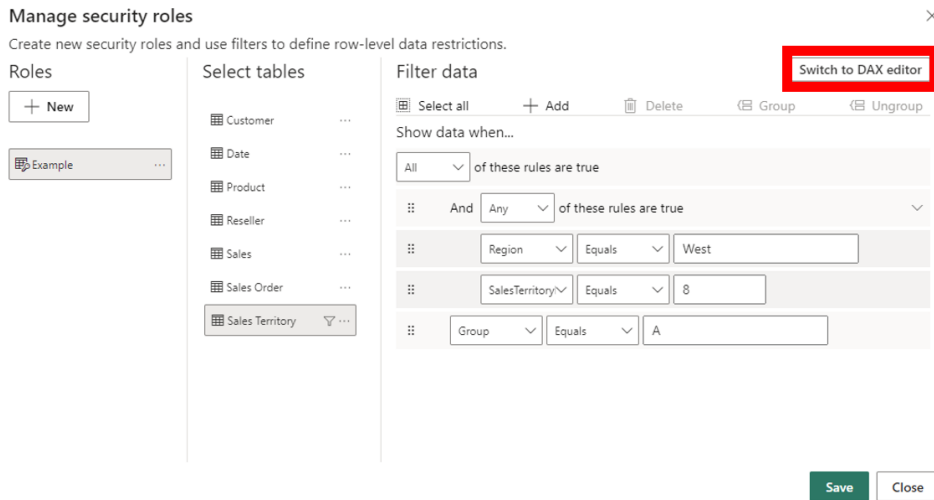 Manage security roles
Create new security roles and use filters to define row-level data restrictions.
Roles
New
Example
Select tables
Customer
Date
Product
Reseller
Sales
Sales Order
Sales Territory
Filter data
Switch to DAX editor
Select all Add Delete Group Ungroup
Show data when...
All of these rules are true
And Any of these rules are true
Region Equals West
SalesTerritory Equals 8
Group Equals A
Save Close